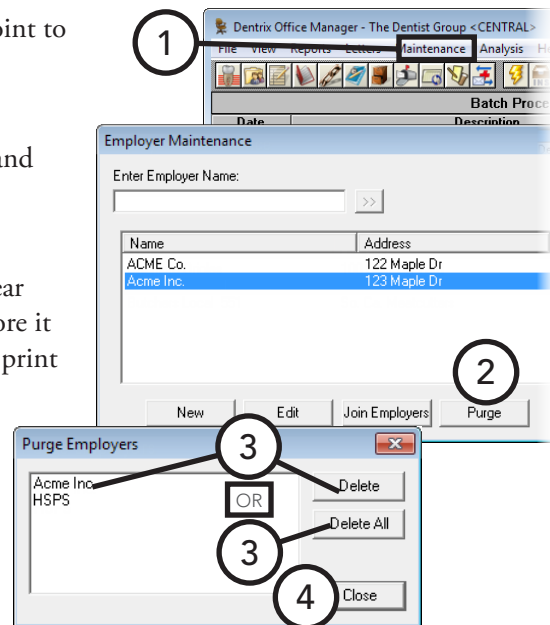 oint to
and
ear
ore it
print
1
Dentrix Office Manager - The Dentist Group <CENTRAL>
File View Reports Letters Maintenance Analysis
Batch Proce
Date Description
Employer Maintenance
Enter Employer Name:
>>
Name Address
ACME Co. 122 Maple Dr
Acme Inc. 123 Maple Dr
2
New Edit Join Employers Purge
Purge Employers
3
Acme Inc. Delete
HSPS OR
Delete All
3
4 Close